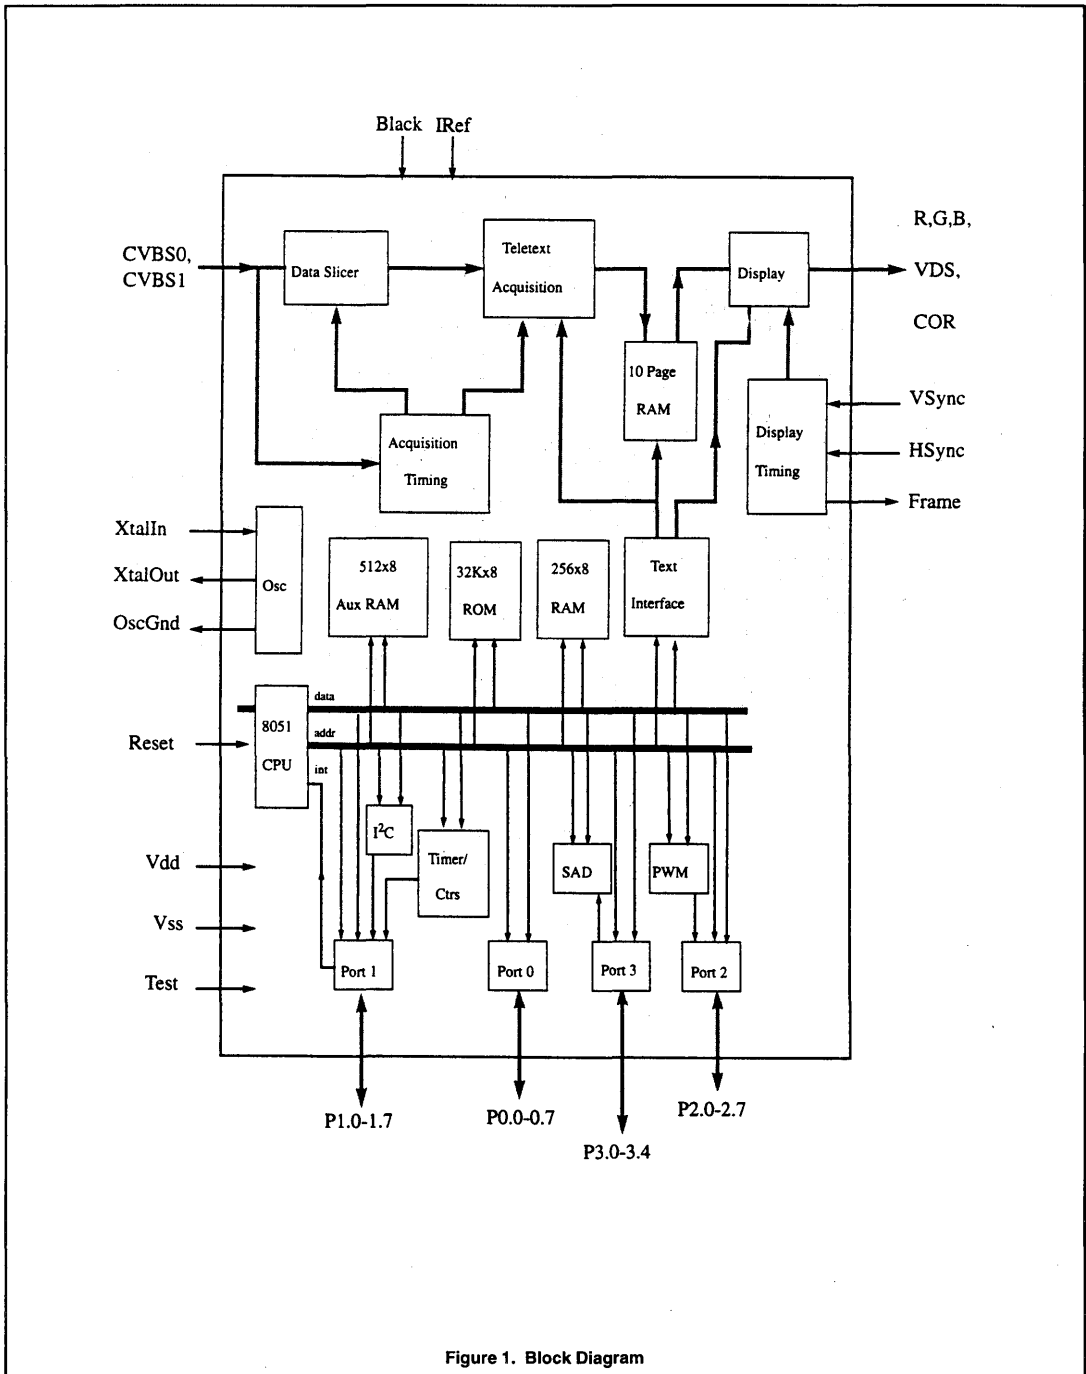 Black IRef
R,G,B,
CVBS0,
CVBS1
Data Slicer
Teletext
Acquisition
Display
VDS,
COR
10 Page
RAM
VSync
Acquisition
Timing
Display
Timing
HSync
Frame
XtalIn
XtalOut
OscGnd
Osc
512x8
Aux RAM
32Kx8
ROM
256x8
RAM
Text
Interface
data
8051
CPU
addr
int
Reset
I²C
Timer/
Ctrs
SAD
PWM
Vdd
Vss
Test
Port 1
Port 0
Port 3
Port 2
P1.0-1.7
P0.0-0.7
P2.0-2.7
P3.0-3.4
Figure 1. Block Diagram